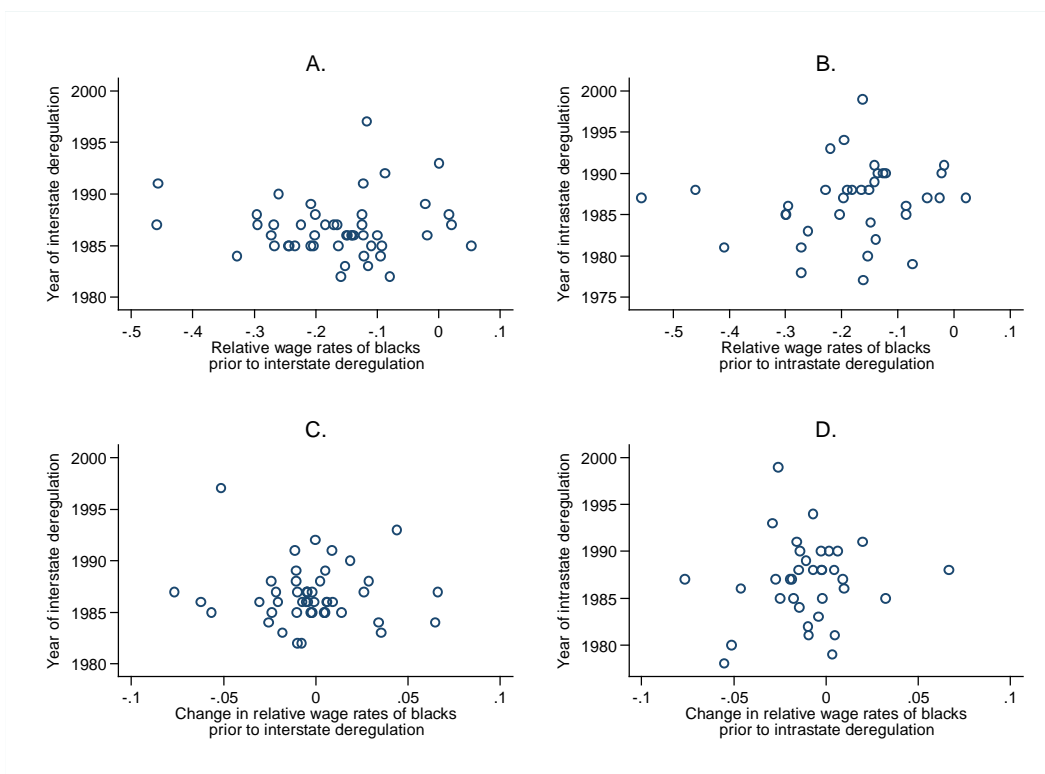 A.
Year of interstate deregulation
2000
1995
1990
1985
1980
-.5 -.4 -.3 -.2 -.1 0 .1
Relative wage rates of blacks
prior to interstate deregulation
B.
Year of intrastate deregulation
2000
1995
1990
1985
1980
1975
-.5 -.4 -.3 -.2 -.1 0 .1
Relative wage rates of blacks
prior to intrastate deregulation
C.
Year of interstate deregulation
2000
1995
1990
1985
1980
-.1 -.05 0 .05 .1
Change in relative wage rates of blacks
prior to interstate deregulation
D.
Year of intrastate deregulation
2000
1995
1990
1985
1980
-.1 -.05 0 .05 .1
Change in relative wage rates of blacks
prior to intrastate deregulation